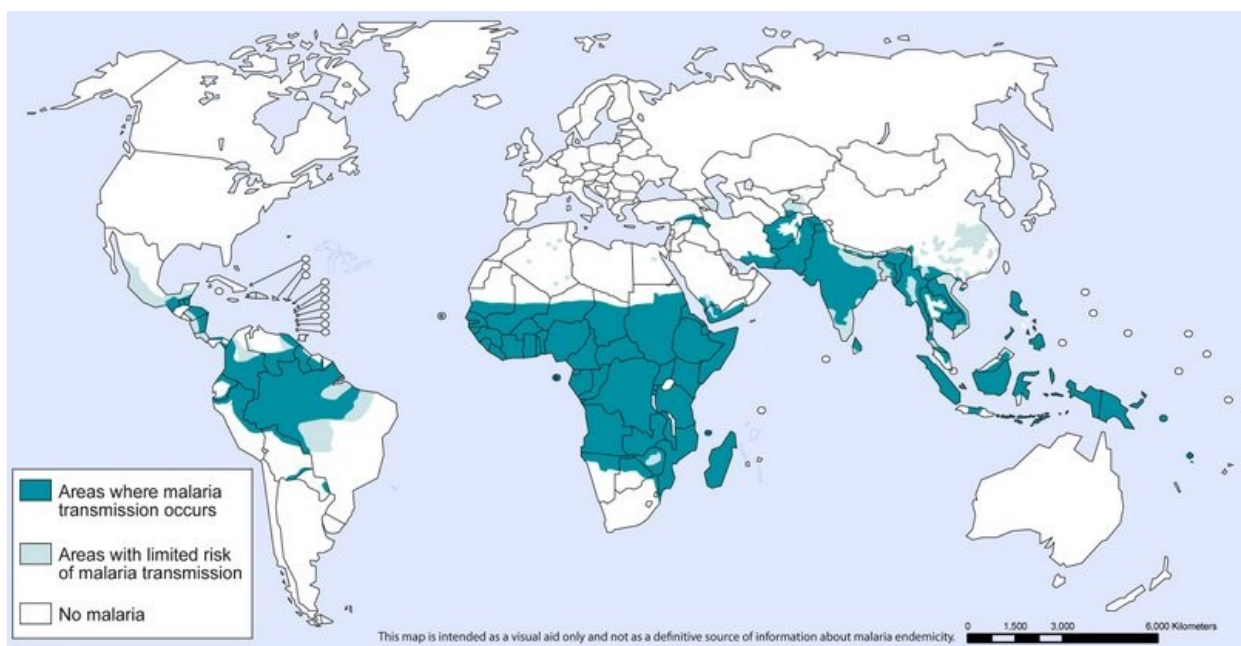 Areas where malaria
transmission occurs
Areas with limited risk
of malaria transmission
No malaria
This map is intended as a visual aid only and not as a definitive source of information about malaria endemicity.
0 1,500 3,000 6,000 Kilometers